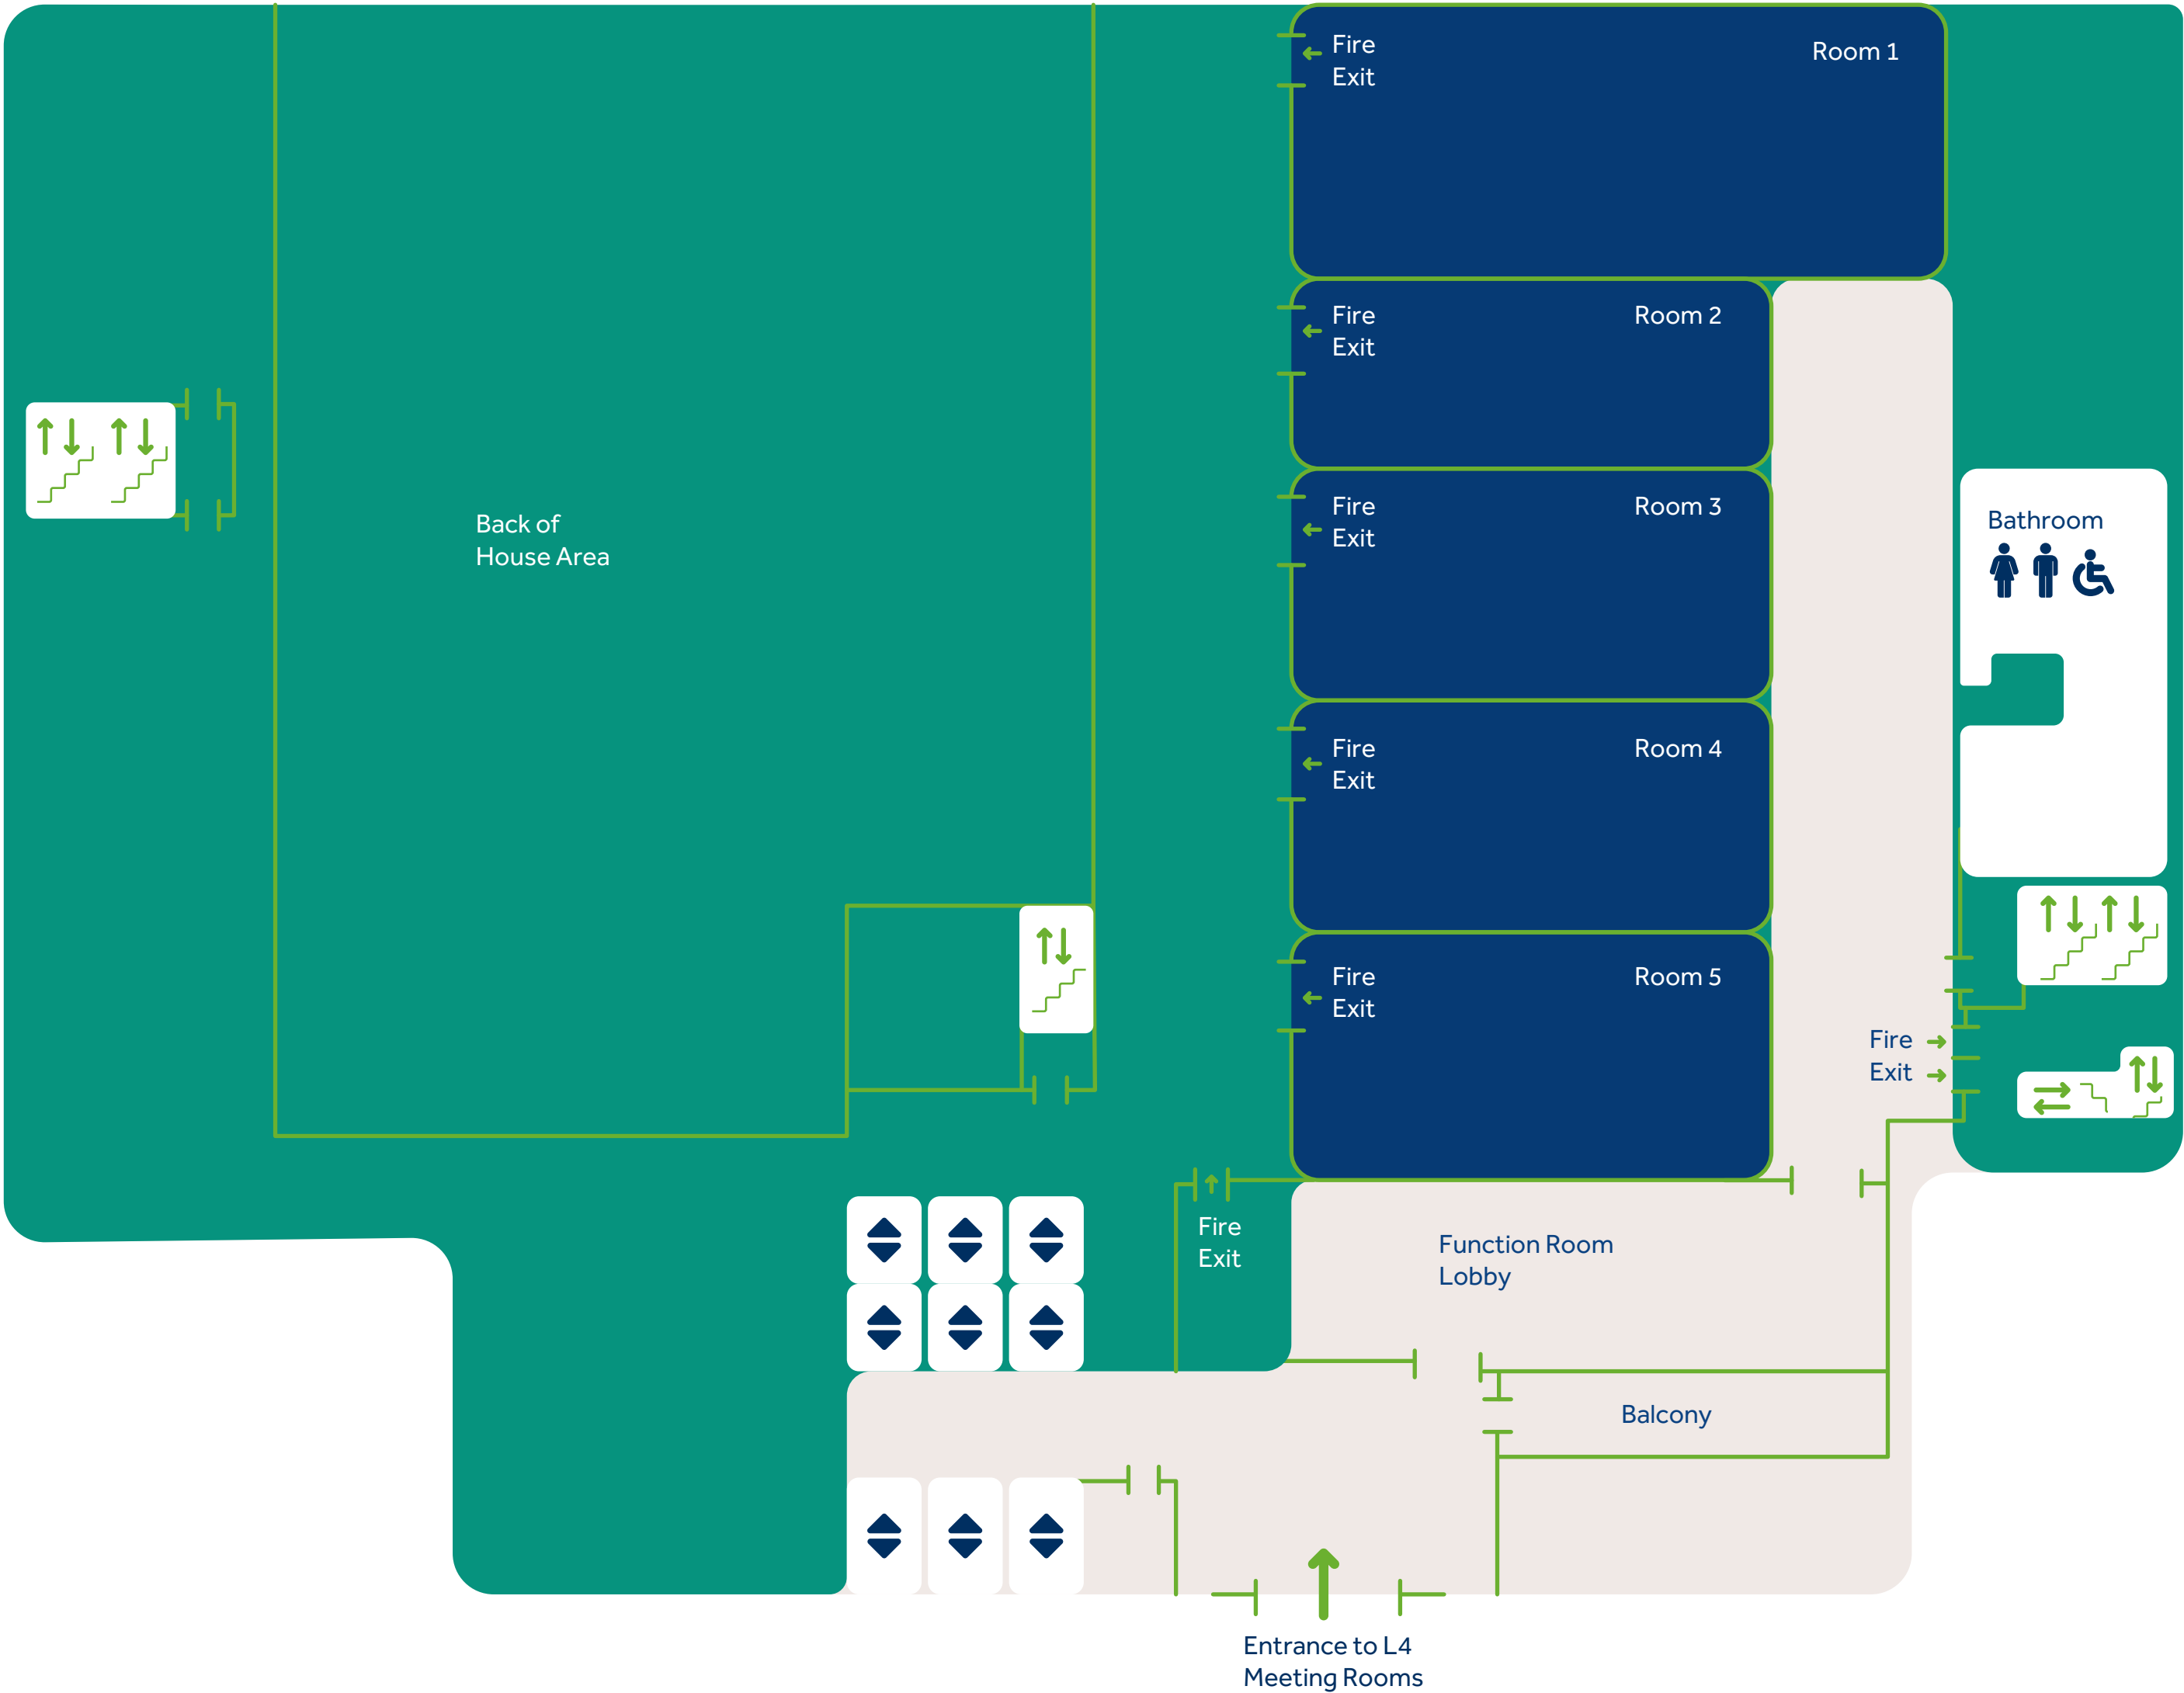 Fire
Exit
Room 1
Fire
Exit
Room 2
Fire
Exit
Room 3
Bathroom
Back of
House Area
Fire
Exit
Room 4
Fire
Exit
Room 5
Fire
Exit
Fire
Exit
Function Room
Lobby
Balcony
Entrance to L4
Meeting Rooms